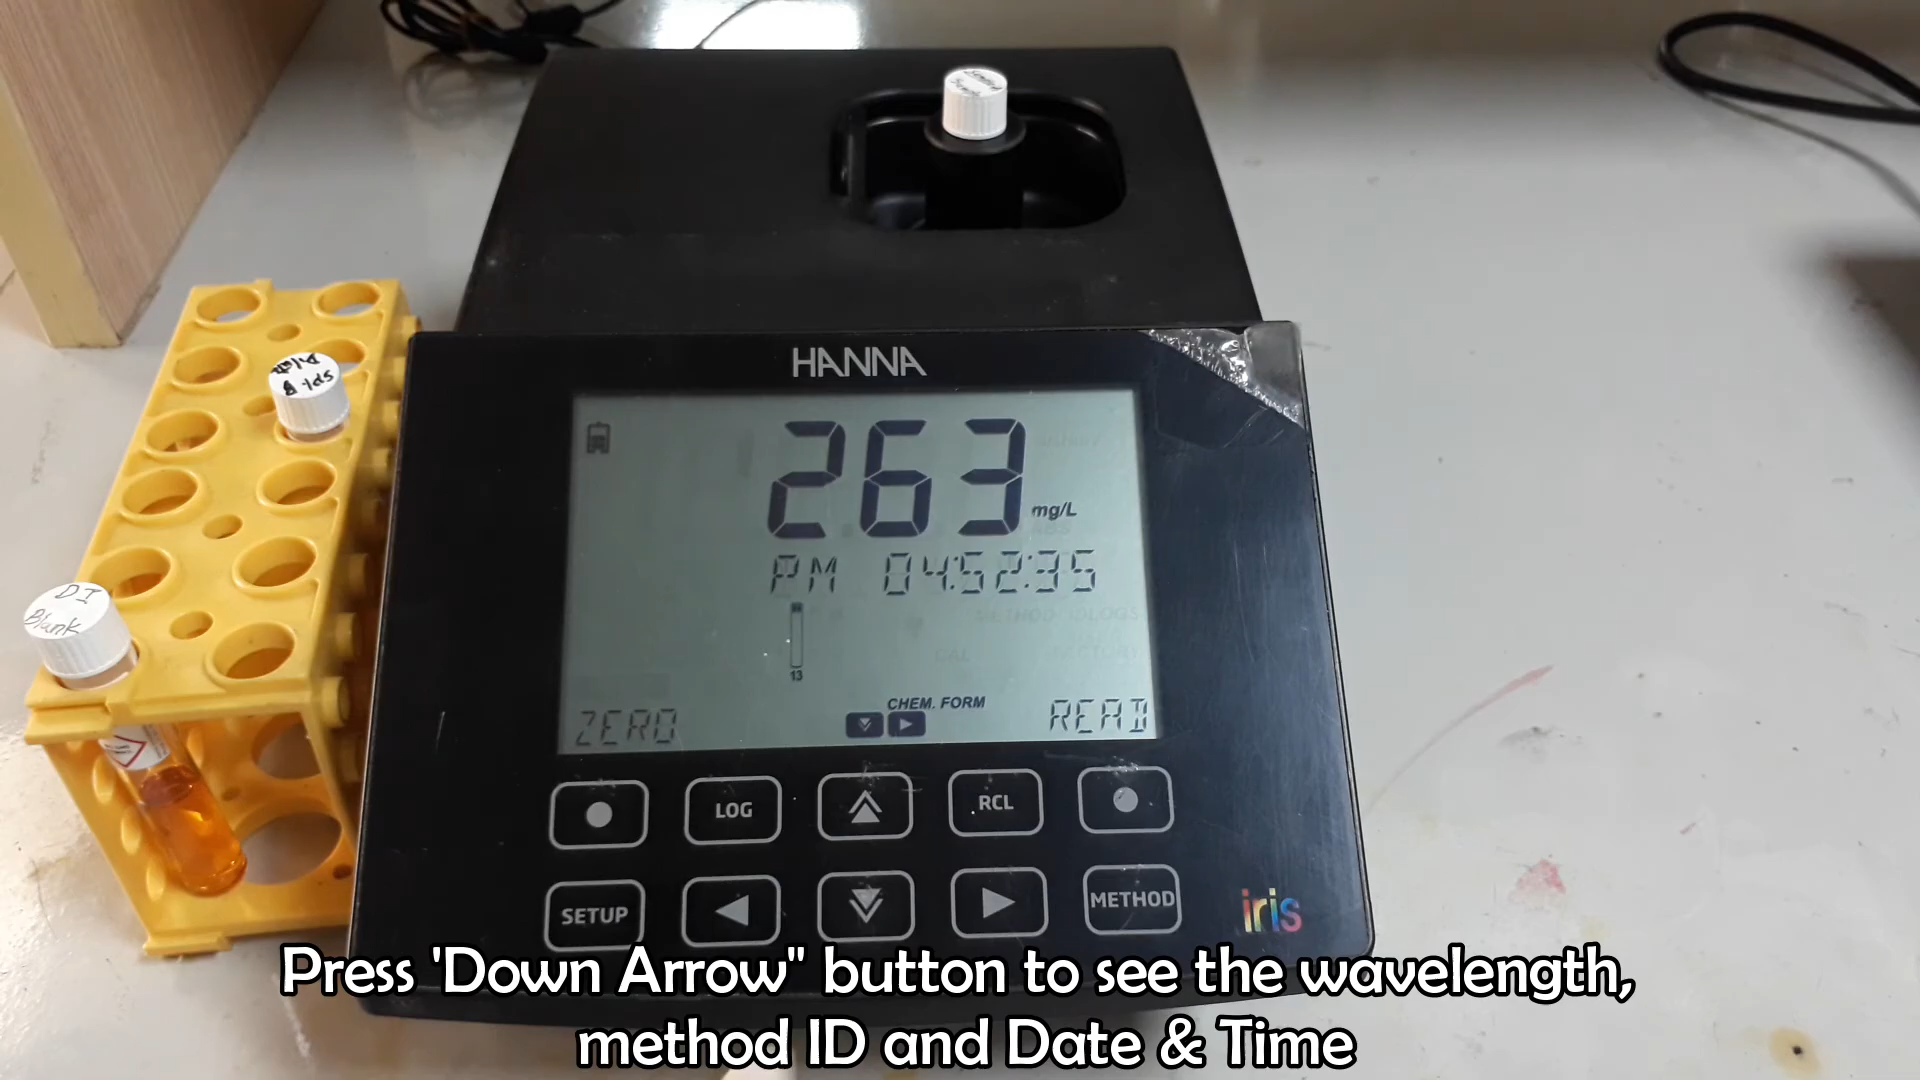 HANNA
263 mg/L
PM 04:52:35
13
CHEM. FORM
ZERO READ
LOG RCL
SETUP METHOD
iris
DI
Blank
Spl. B
Press 'Down Arrow" button to see the wavelength,
method ID and Date & Time